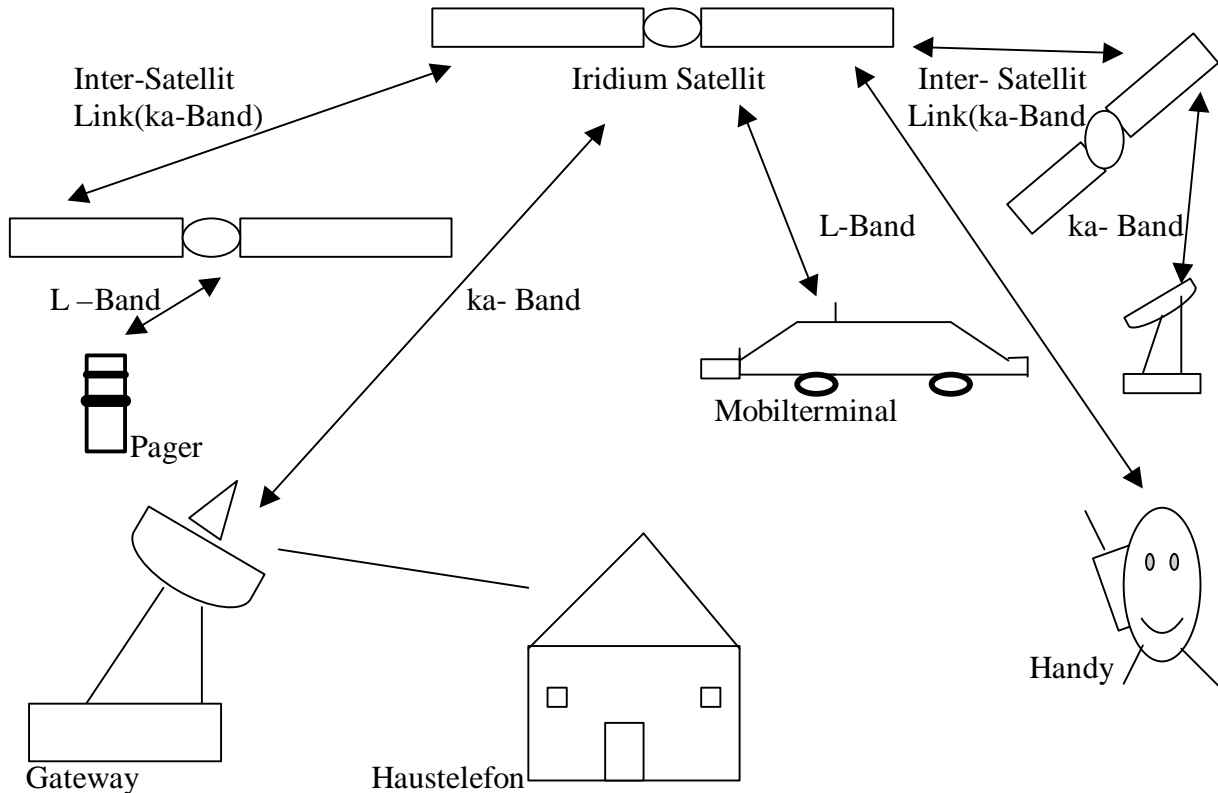 Inter-Satellit
Link(ka-Band)
Iridium Satellit
Inter- Satellit
Link(ka-Band
L-Band
ka- Band
L –Band
ka- Band
Mobilterminal
Pager
Handy
Gateway
Haustelefon